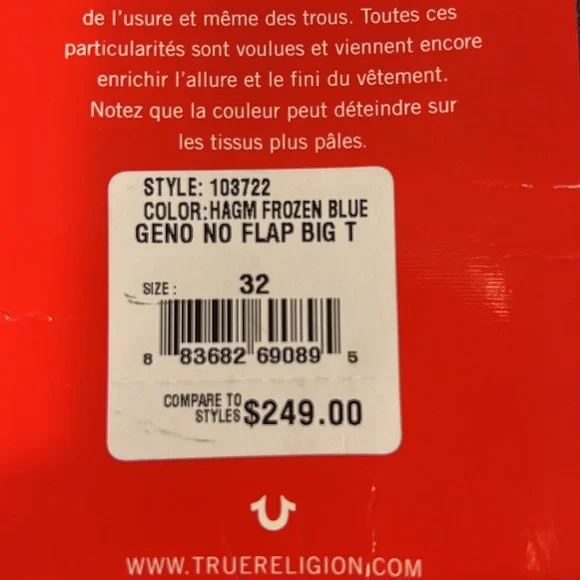 de l'usure et même des trous. Toutes ces
particularités sont voulues et viennent encore
enrichir l'allure et le fini du vêtement.
Notez que la couleur peut déteindre sur
les tissus plus pâles.
STYLE: 103722
COLOR:HAGM FROZEN BLUE
GENO NO FLAP BIG T
SIZE: 32
8 83682 69089 5
COMPARE TO STYLES $249.00
WWW.TRUERELIGION.COM